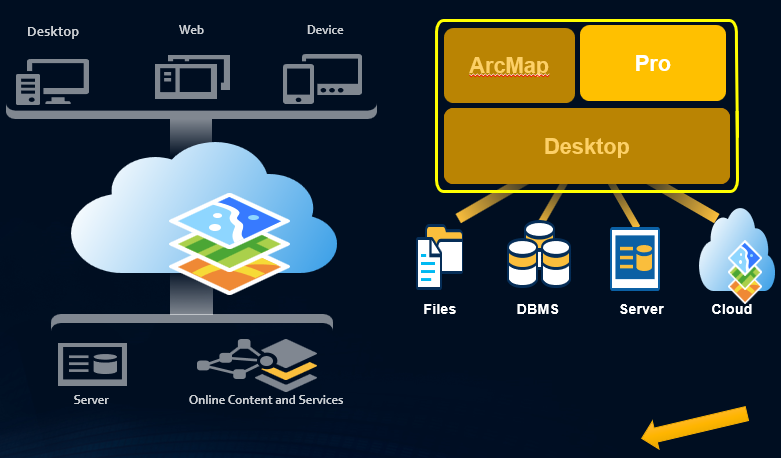 Desktop
Web
Device
Server
Online Content and Services
ArcMap
Pro
Desktop
Files
DBMS
Server
Cloud